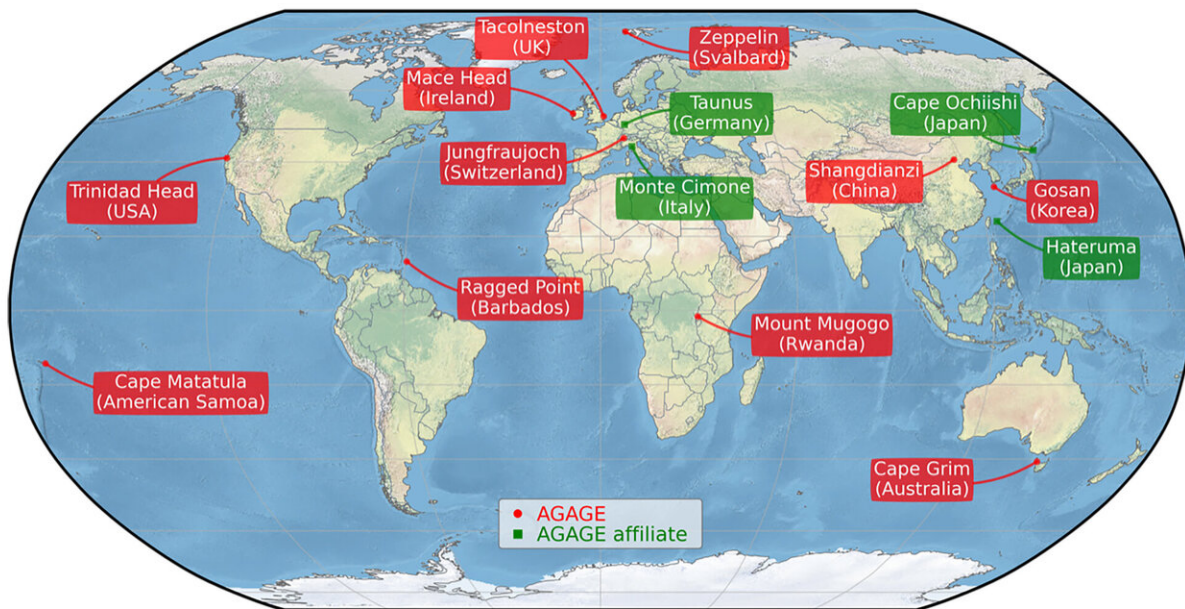 Tacolneston
(UK)
Zeppelin
(Svalbard)
Mace Head
(Ireland)
Taunus
(Germany)
Cape Ochiishi
(Japan)
Jungfraujoch
(Switzerland)
Monte Cimone
(Italy)
Shangdianzi
(China)
Trinidad Head
(USA)
Gosan
(Korea)
Hateruma
(Japan)
Ragged Point
(Barbados)
Mount Mugogo
(Rwanda)
Cape Matatula
(American Samoa)
Cape Grim
(Australia)
AGAGE
AGAGE affiliate